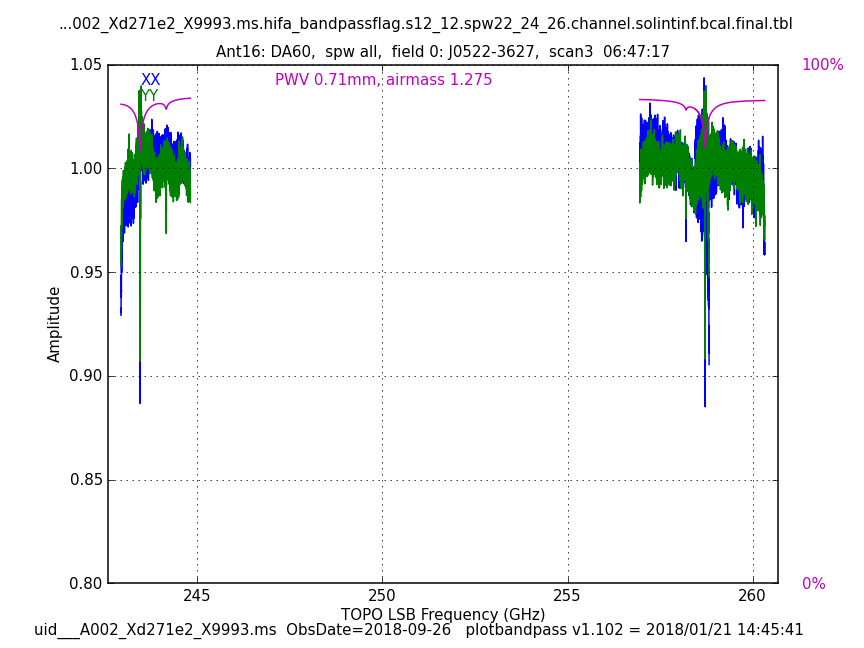 ...002_Xd271e2_X9993.ms.hifa_bandpassflag.s12_12.spw22_24_26.channel.solintinf.bcal.final.tbl
Ant16: DA60,  spw all,  field 0: J0522-3627,  scan3  06:47:17
1.05
100%
XX
PWV 0.71mm, airmass 1.275
YY
1.00
0.95
Amplitude
0.90
0.85
0.80
0%
245
250
255
260
TOPO LSB Frequency (GHz)
uid___A002_Xd271e2_X9993.ms  ObsDate=2018-09-26   plotbandpass v1.102 = 2018/01/21 14:45:41